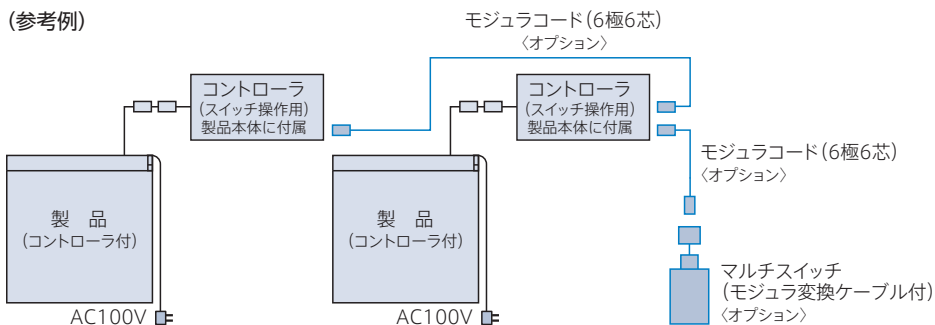 (参考例)
モジュラコード(6極6芯)
〈オプション〉
コントローラ
(スイッチ操作用)
製品本体に付属
コントローラ
(スイッチ操作用)
製品本体に付属
モジュラコード(6極6芯)
〈オプション〉
製 品
(コントローラ付)
製 品
(コントローラ付)
マルチスイッチ
(モジュラ変換ケーブル付)
〈オプション〉
AC100V
AC100V